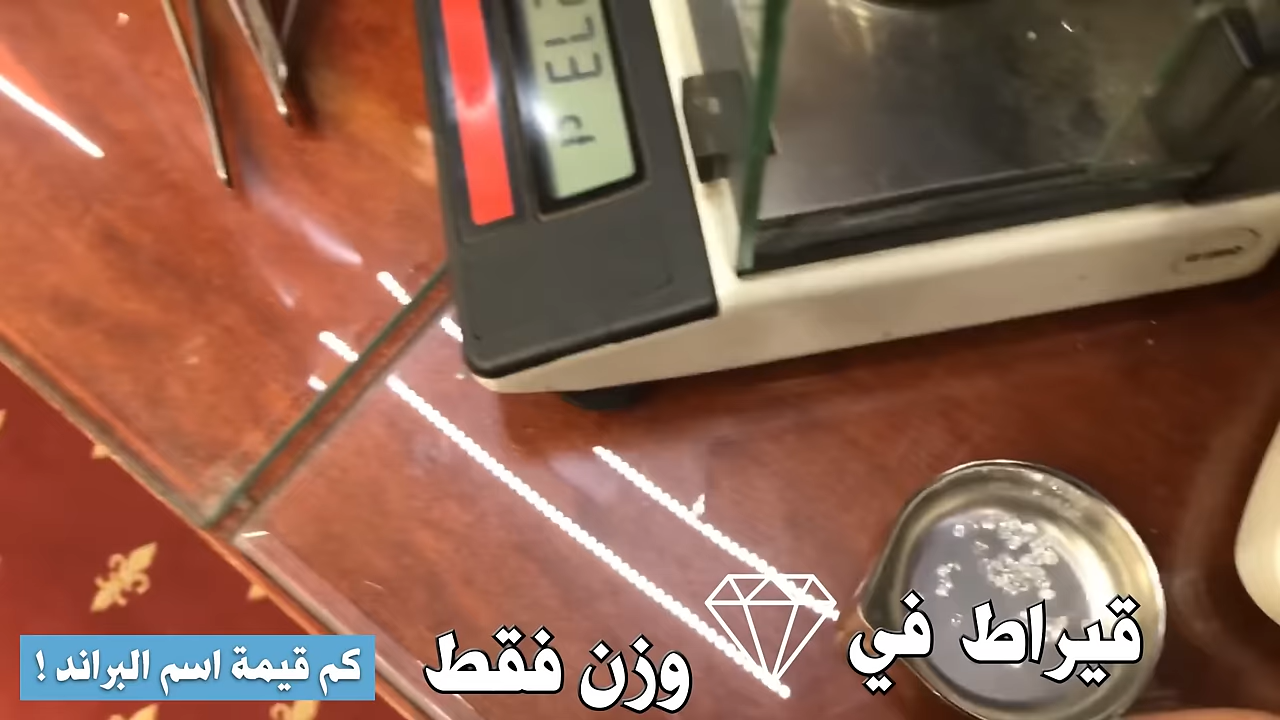 قيراط في وزن فقط
كم قيمة اسم البراند !